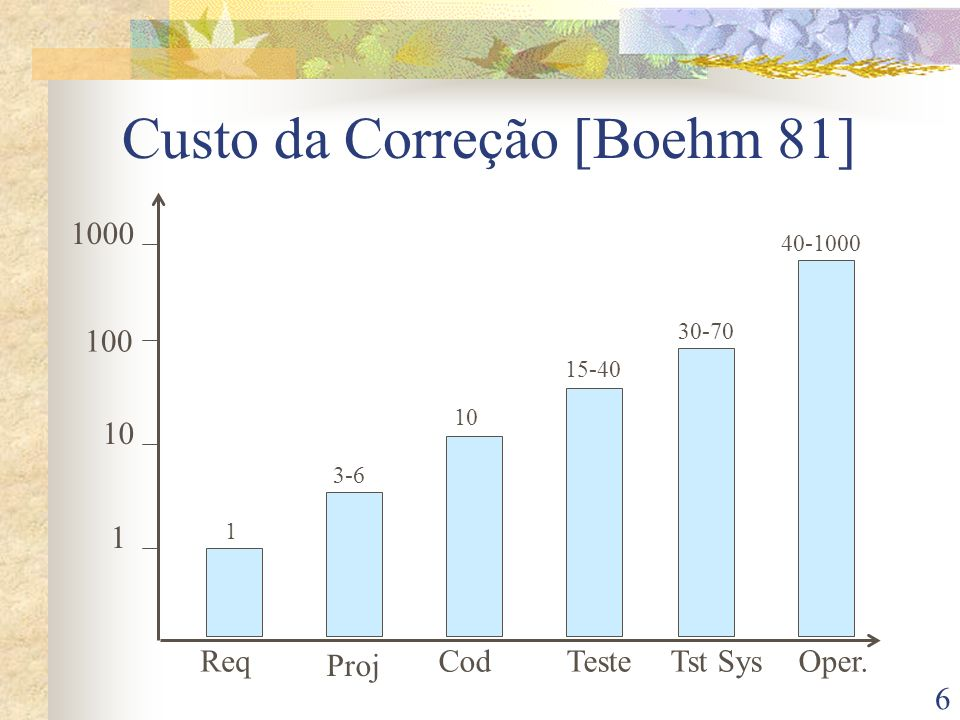 Custo da Correção [Boehm 81]
1000
40-1000
100
30-70
15-40
10
10
3-6
1
1
Req
Proj
Cod
Teste
Tst Sys
Oper.
6